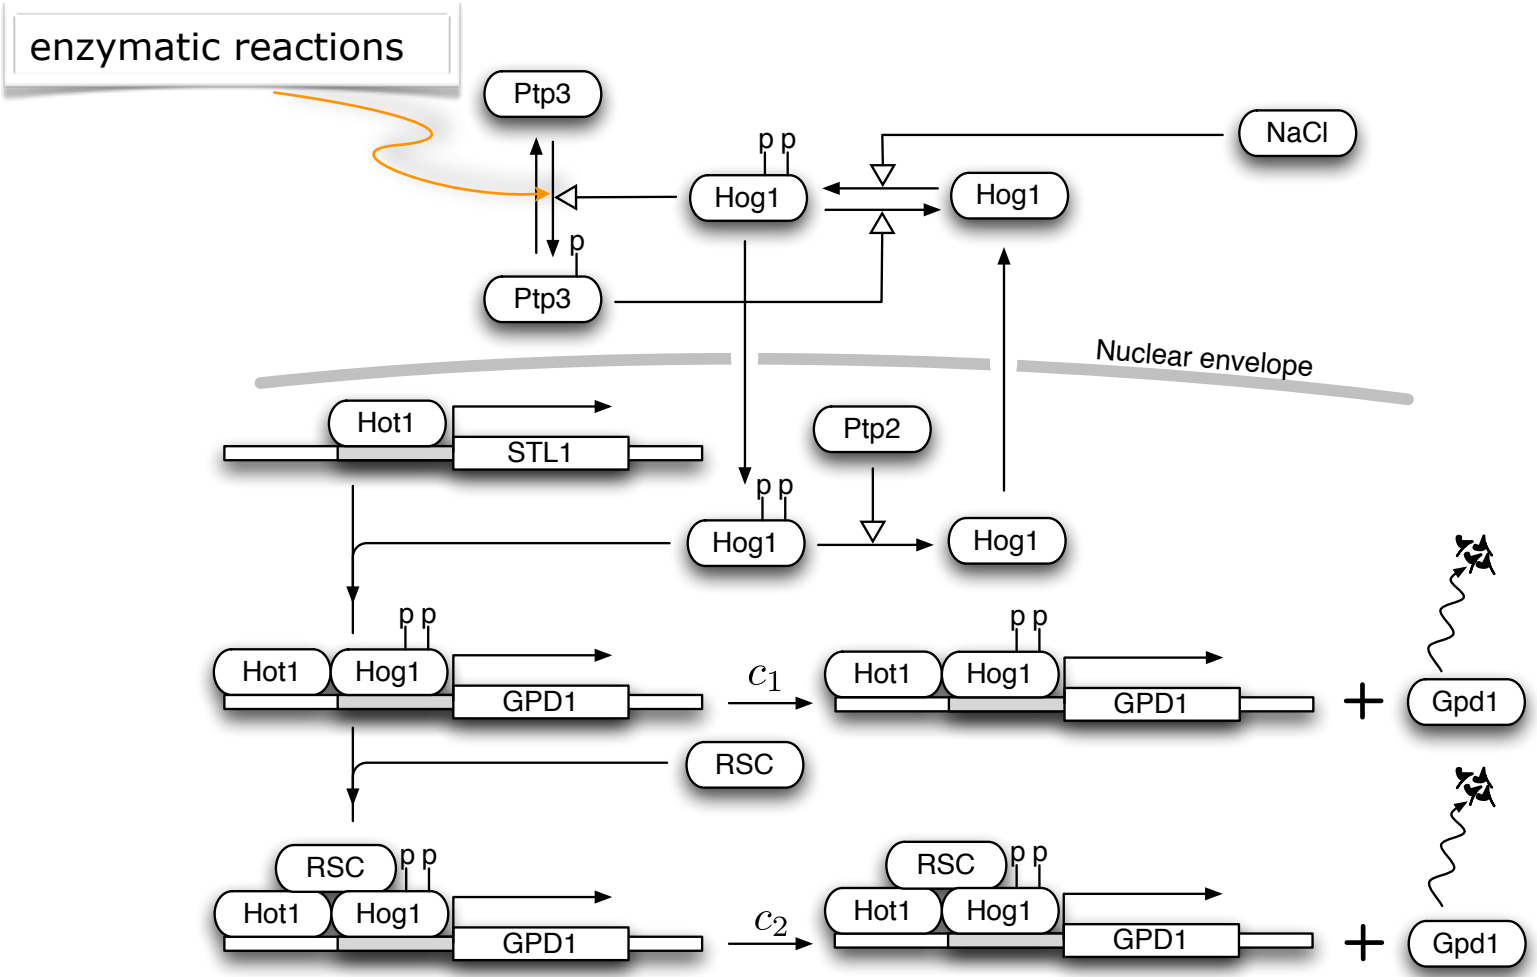 enzymatic reactions
Ptp3
NaCl
p p
Hog1
Hog1
p
Ptp3
Nuclear envelope
Hot1
STL1
Ptp2
p p
Hog1
Hog1
p p
Hot1 Hog1
GPD1
c1
p p
Hot1 Hog1
GPD1
+
Gpd1
RSC
RSC p p
Hot1 Hog1
GPD1
c2
RSC p p
Hot1 Hog1
GPD1
+
Gpd1